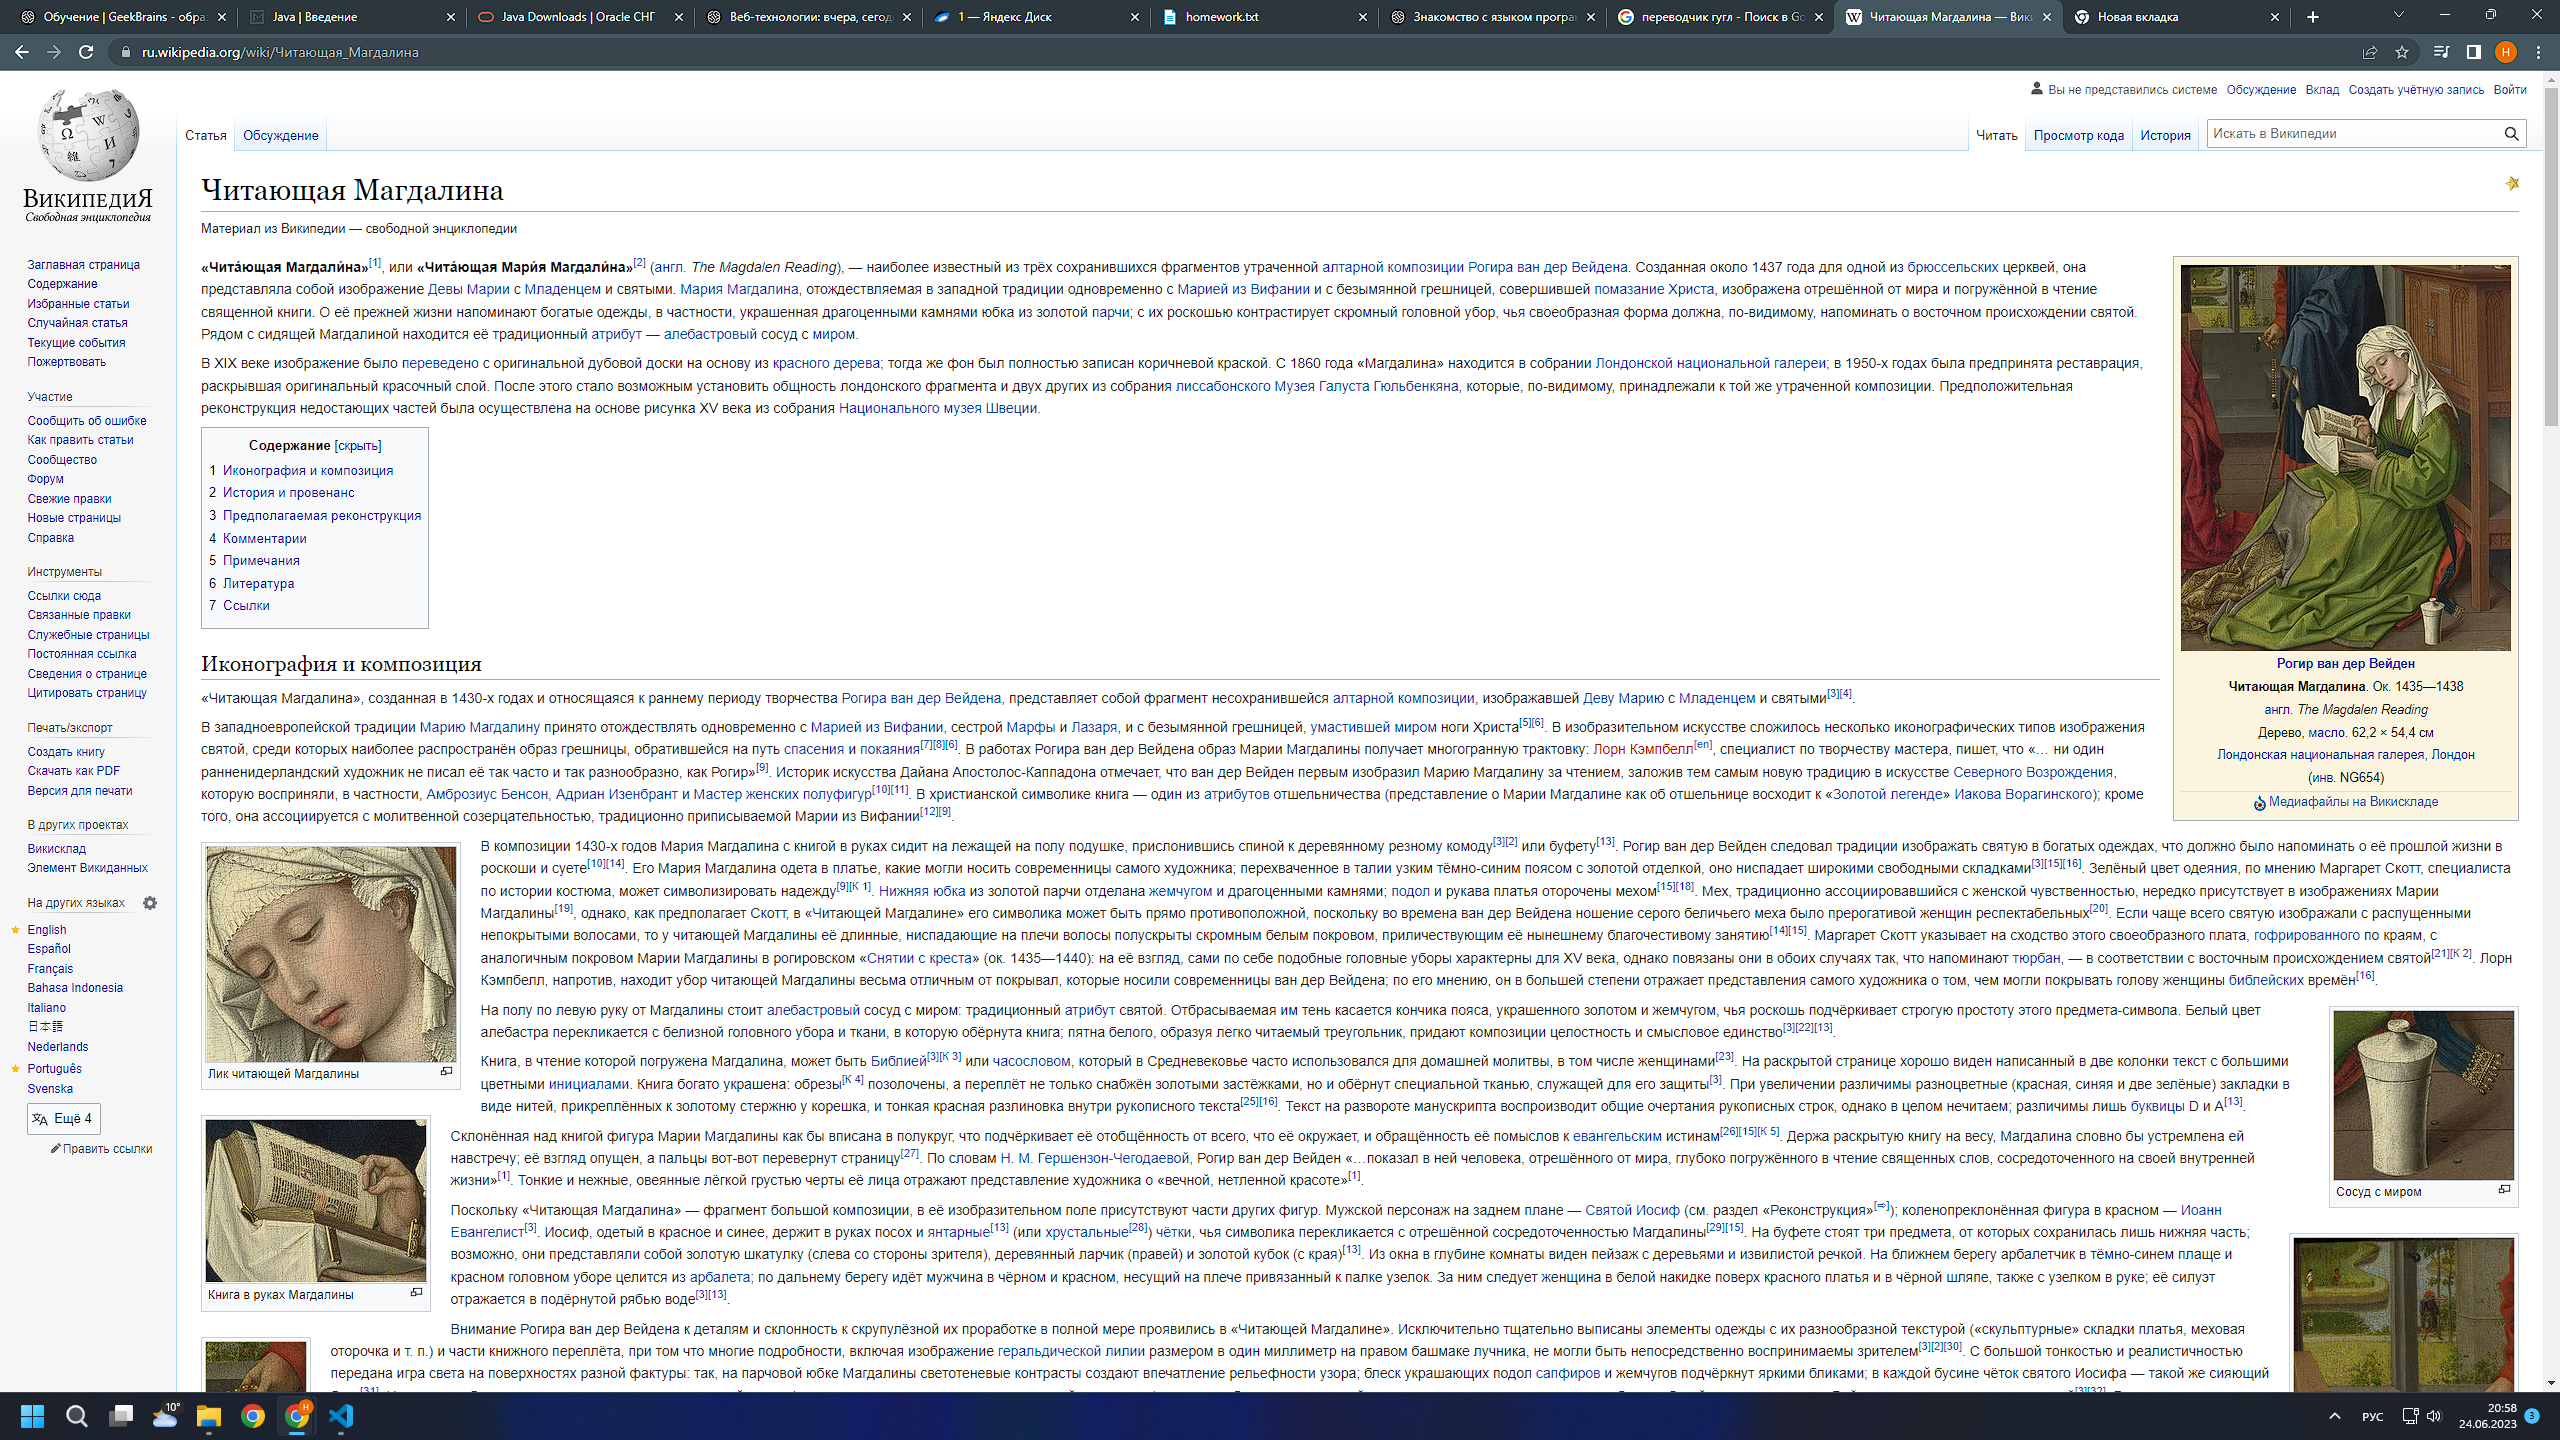 Обучение | GeekBrains - образ
Java | Введение
Java Downloads | Oracle СНГ
Веб-технологии: вчера, сегод
1 — Яндекс Диск
homework.txt
Знакомство с языком програм
переводчик гугл - Поиск в Go
Читающая Магдалина — Вик
Новая вкладка
ru.wikipedia.org/wiki/Читающая_Магдалина
Вы не представились системе Обсуждение Вклад Создать учётную запись Войти
Статья Обсуждение Читать Просмотр кода История Искать в Википедии
ВИКИПЕДИЯ
Свободная энциклопедия
Заглавная страница
Содержание
Избранные статьи
Случайная статья
Текущие события
Пожертвовать
Участие
Сообщить об ошибке
Как править статьи
Сообщество
Форум
Свежие правки
Новые страницы
Справка
Инструменты
Ссылки сюда
Связанные правки
Служебные страницы
Постоянная ссылка
Сведения о странице
Цитировать страницу
Печать/экспорт
Создать книгу
Скачать как PDF
Версия для печати
В других проектах
Викисклад
Элемент Викиданных
На других языках
English
Español
Français
Bahasa Indonesia
Italiano
日本語
Nederlands
Português
Svenska
Ещё 4
Править ссылки
Читающая Магдалина
Материал из Википедии — свободной энциклопедии
«Чита́ющая Магдали́на»[1], или «Чита́ющая Мари́я Магдали́на»[2] (англ. The Magdalen Reading), — наиболее известный из трёх сохранившихся фрагментов утраченной алтарной композиции Рогира ван дер Вейдена. Созданная около 1437 года для одной из брюссельских церквей, она
представляла собой изображение Девы Марии с Младенцем и святыми. Мария Магдалина, отождествляемая в западной традиции одновременно с Марией из Вифании и с безымянной грешницей, совершившей помазание Христа, изображена отрешённой от мира и погружённой в чтение
священной книги. О её прежней жизни напоминают богатые одежды, в частности, украшенная драгоценными камнями юбка из золотой парчи; с их роскошью контрастирует скромный головной убор, чья своеобразная форма должна, по-видимому, напоминать о восточном происхождении святой.
Рядом с сидящей Магдалиной находится её традиционный атрибут — алебастровый сосуд с миром.
В XIX веке изображение было переведено с оригинальной дубовой доски на основу из красного дерева; тогда же фон был полностью записан коричневой краской. С 1860 года «Магдалина» находится в собрании Лондонской национальной галереи; в 1950-х годах была предпринята реставрация,
раскрывшая оригинальный красочный слой. После этого стало возможным установить общность лондонского фрагмента и двух других из собрания лиссабонского Музея Галуста Гюльбенкяна, которые, по-видимому, принадлежали к той же утраченной композиции. Предположительная
реконструкция недостающих частей была осуществлена на основе рисунка XV века из собрания Национального музея Швеции.
Содержание [скрыть]
1 Иконография и композиция
2 История и провенанс
3 Предполагаемая реконструкция
4 Комментарии
5 Примечания
6 Литература
7 Ссылки
Рогир ван дер Вейден
Читающая Магдалина. Ок. 1435—1438
англ. The Magdalen Reading
Дерево, масло. 62,2 × 54,4 см
Лондонская национальная галерея, Лондон
(инв. NG654)
Медиафайлы на Викискладе
Иконография и композиция
«Читающая Магдалина», созданная в 1430-х годах и относящаяся к раннему периоду творчества Рогира ван дер Вейдена, представляет собой фрагмент несохранившейся алтарной композиции, изображавшей Деву Марию с Младенцем и святыми[3][4].
В западноевропейской традиции Марию Магдалину принято отождествлять одновременно с Марией из Вифании, сестрой Марфы и Лазаря, и с безымянной грешницей, умастившей миром ноги Христа[5][6]. В изобразительном искусстве сложилось несколько иконографических типов изображения
святой, среди которых наиболее распространён образ грешницы, обратившейся на путь спасения и покаяния[7][8][6]. В работах Рогира ван дер Вейдена образ Марии Магдалины получает многогранную трактовку: Лорн Кэмпбелл[en], специалист по творчеству мастера, пишет, что «… ни один
ранненидерландский художник не писал её так часто и так разнообразно, как Рогир»[9]. Историк искусства Дайана Апостолос-Каппадона отмечает, что ван дер Вейден первым изобразил Марию Магдалину за чтением, заложив тем самым новую традицию в искусстве Северного Возрождения,
которую восприняли, в частности, Амброзиус Бенсон, Адриан Изенбрант и Мастер женских полуфигур[10][11]. В христианской символике книга — один из атрибутов отшельничества (представление о Марии Магдалине как об отшельнице восходит к «Золотой легенде» Иакова Ворагинского); кроме
того, она ассоциируется с молитвенной созерцательностью, традиционно приписываемой Марии из Вифании[12][9].
Лик читающей Магдалины
В композиции 1430-х годов Мария Магдалина с книгой в руках сидит на лежащей на полу подушке, прислонившись спиной к деревянному резному комоду[3][2] или буфету[13]. Рогир ван дер Вейден следовал традиции изображать святую в богатых одеждах, что должно было напоминать о её прошлой жизни в
роскоши и суете[10][14]. Его Мария Магдалина одета в платье, какие могли носить современницы самого художника; перехваченное в талии узким тёмно-синим поясом с золотой отделкой, оно ниспадает широкими свободными складками[3][15][16]. Зелёный цвет одеяния, по мнению Маргарет Скотт, специалиста
по истории костюма, может символизировать надежду[9][К 1]. Нижняя юбка из золотой парчи отделана жемчугом и драгоценными камнями; подол и рукава платья оторочены мехом[15][18]. Мех, традиционно ассоциировавшийся с женской чувственностью, нередко присутствует в изображениях Марии
Магдалины[19], однако, как предполагает Скотт, в «Читающей Магдалине» его символика может быть прямо противоположной, поскольку во времена ван дер Вейдена ношение серого беличьего меха было прерогативой женщин респектабельных[20]. Если чаще всего святую изображали с распущенными
непокрытыми волосами, то у читающей Магдалины её длинные, ниспадающие на плечи волосы полускрыты скромным белым покровом, приличествующим её нынешнему благочестивому занятию[14][15]. Маргарет Скотт указывает на сходство этого своеобразного плата, гофрированного по краям, с
аналогичным покровом Марии Магдалины в рогировском «Снятии с креста» (ок. 1435—1440): на её взгляд, сами по себе подобные головные уборы характерны для XV века, однако повязаны они в обоих случаях так, что напоминают тюрбан, — в соответствии с восточным происхождением святой[21][К 2]. Лорн
Кэмпбелл, напротив, находит убор читающей Магдалины весьма отличным от покрывал, которые носили современницы ван дер Вейдена; по его мнению, он в большей степени отражает представления самого художника о том, чем могли покрывать голову женщины библейских времён[16].
На полу по левую руку от Магдалины стоит алебастровый сосуд с миром: традиционный атрибут святой. Отбрасываемая им тень касается кончика пояса, украшенного золотом и жемчугом, чья роскошь подчёркивает строгую простоту этого предмета-символа. Белый цвет
алебастра перекликается с белизной головного убора и ткани, в которую обёрнута книга; пятна белого, образуя легко читаемый треугольник, придают композиции целостность и смысловое единство[3][22][13].
Сосуд с миром
Книга, в чтение которой погружена Магдалина, может быть Библией[3][К 3] или часословом, который в Средневековье часто использовался для домашней молитвы, в том числе женщинами[23]. На раскрытой странице хорошо виден написанный в две колонки текст с большими
цветными инициалами. Книга богато украшена: обрезы[К 4] позолочены, а переплёт не только снабжён золотыми застёжками, но и обёрнут специальной тканью, служащей для его защиты[3]. При увеличении различимы разноцветные (красная, синяя и две зелёные) закладки в
виде нитей, прикреплённых к золотому стержню у корешка, и тонкая красная разлиновка внутри рукописного текста[25][16]. Текст на развороте манускрипта воспроизводит общие очертания рукописных строк, однако в целом нечитаем; различимы лишь буквицы D и A[13].
Книга в руках Магдалины
Склонённая над книгой фигура Марии Магдалины как бы вписана в полукруг, что подчёркивает её отобщённость от всего, что её окружает, и обращённость её помыслов к евангельским истинам[26][15][К 5]. Держа раскрытую книгу на весу, Магдалина словно бы устремлена ей
навстречу; её взгляд опущен, а пальцы вот-вот перевернут страницу[27]. По словам Н. М. Гершензон-Чегодаевой, Рогир ван дер Вейден «…показал в ней человека, отрешённого от мира, глубоко погружённого в чтение священных слов, сосредоточенного на своей внутренней
жизни»[1]. Тонкие и нежные, овеянные лёгкой грустью черты её лица отражают представление художника о «вечной, нетленной красоте»[1].
Поскольку «Читающая Магдалина» — фрагмент большой композиции, в её изобразительном поле присутствуют части других фигур. Мужской персонаж на заднем плане — Святой Иосиф (см. раздел «Реконструкция»[⇨]); коленопреклонённая фигура в красном — Иоанн
Евангелист[3]. Иосиф, одетый в красное и синее, держит в руках посох и янтарные[13] (или хрустальные[28]) чётки, чья символика перекликается с отрешённой сосредоточенностью Магдалины[29][15]. На буфете стоят три предмета, от которых сохранилась лишь нижняя часть;
возможно, они представляли собой золотую шкатулку (слева со стороны зрителя), деревянный ларчик (правей) и золотой кубок (с края)[13]. Из окна в глубине комнаты виден пейзаж с деревьями и извилистой речкой. На ближнем берегу арбалетчик в тёмно-синем плаще и
красном головном уборе целится из арбалета; по дальнему берегу идёт мужчина в чёрном и красном, несущий на плече привязанный к палке узелок. За ним следует женщина в белой накидке поверх красного платья и в чёрной шляпе, также с узелком в руке; её силуэт
отражается в подёрнутой рябью воде[3][13].
Внимание Рогира ван дер Вейдена к деталям и склонность к скрупулёзной их проработке в полной мере проявились в «Читающей Магдалине». Исключительно тщательно выписаны элементы одежды с их разнообразной текстурой («скульптурные» складки платья, меховая
оторочка и т. п.) и части книжного переплёта, при том что многие подробности, включая изображение геральдической лилии размером в один миллиметр на правом башмаке лучника, не могли быть непосредственно воспринимаемы зрителем[3][2][30]. С большой тонкостью и реалистичностью
передана игра света на поверхностях разной фактуры: так, на парчовой юбке Магдалины светотеневые контрасты создают впечатление рельефности узора; блеск украшающих подол сапфиров и жемчугов подчёркнут яркими бликами; в каждой бусине чёток святого Иосифа — такой же сияющий
10°
РУС
20:58
24.06.2023
3